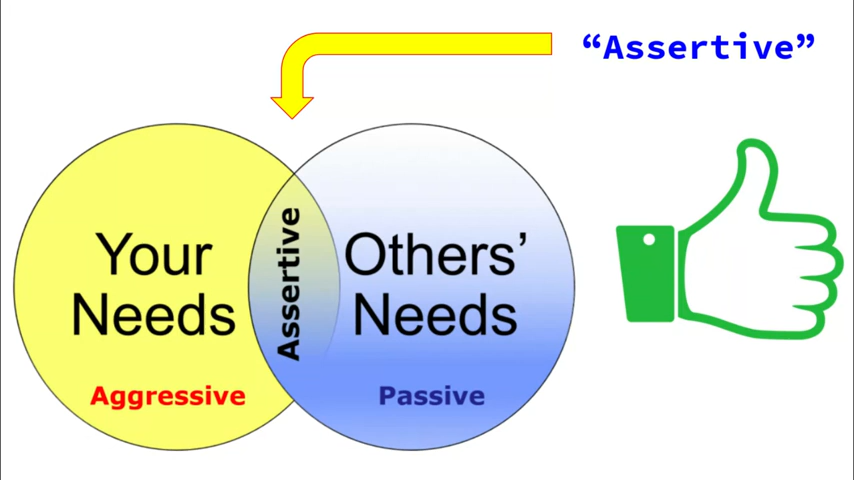 “Assertive”
Your
Needs
Aggressive
Assertive
Others’
Needs
Passive